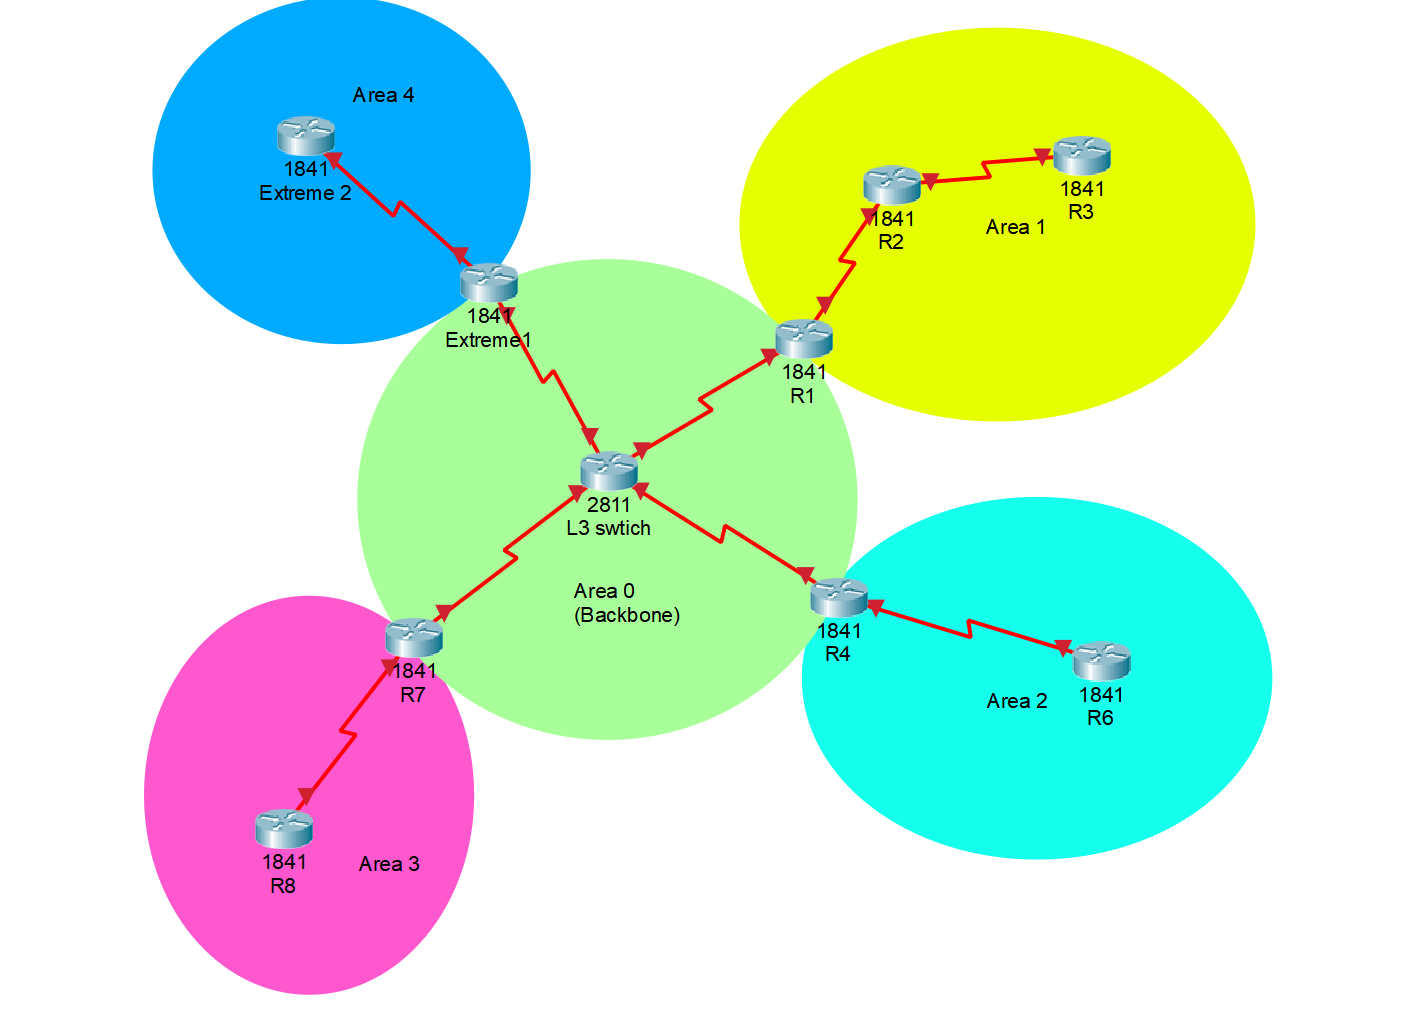 Area 4
1841
Extreme 2
1841
R3
1841
R2
Area 1
1841
Extreme1
1841
R1
2811
L3 swtich
Area 0
(Backbone)
1841
R4
1841
R7
Area 2
1841
R6
1841
R8
Area 3